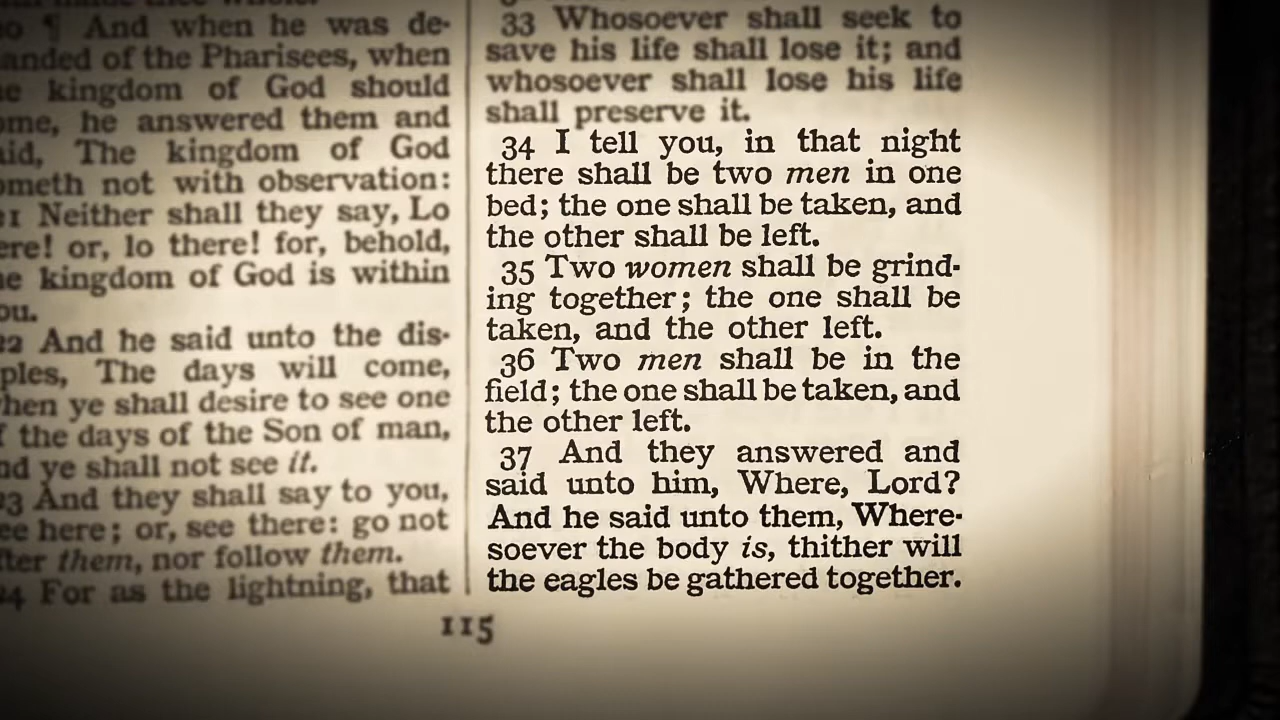 ¶ And when he was de-
of the Pharisees, when
kingdom of God should
he answered them and
The kingdom of God
not with observation:
Neither shall they say, Lo
or, lo there! for, behold,
kingdom of God is within
22 And he said unto the dis-
The days will come,
ye shall desire to see one
the days of the Son of man,
ye shall not see it.
23 And they shall say to you,
here; or, see there: go not
them, nor follow them.
24 For as the lightning, that
33 Whosoever shall seek to
save his life shall lose it; and
whosoever shall lose his life
shall preserve it.
34 I tell you, in that night
there shall be two men in one
bed; the one shall be taken, and
the other shall be left.
35 Two women shall be grind-
ing together; the one shall be
taken, and the other left.
36 Two men shall be in the
field; the one shall be taken, and
the other left.
37 And they answered and
said unto him, Where, Lord?
And he said unto them, Where-
soever the body is, thither will
the eagles be gathered together.
115